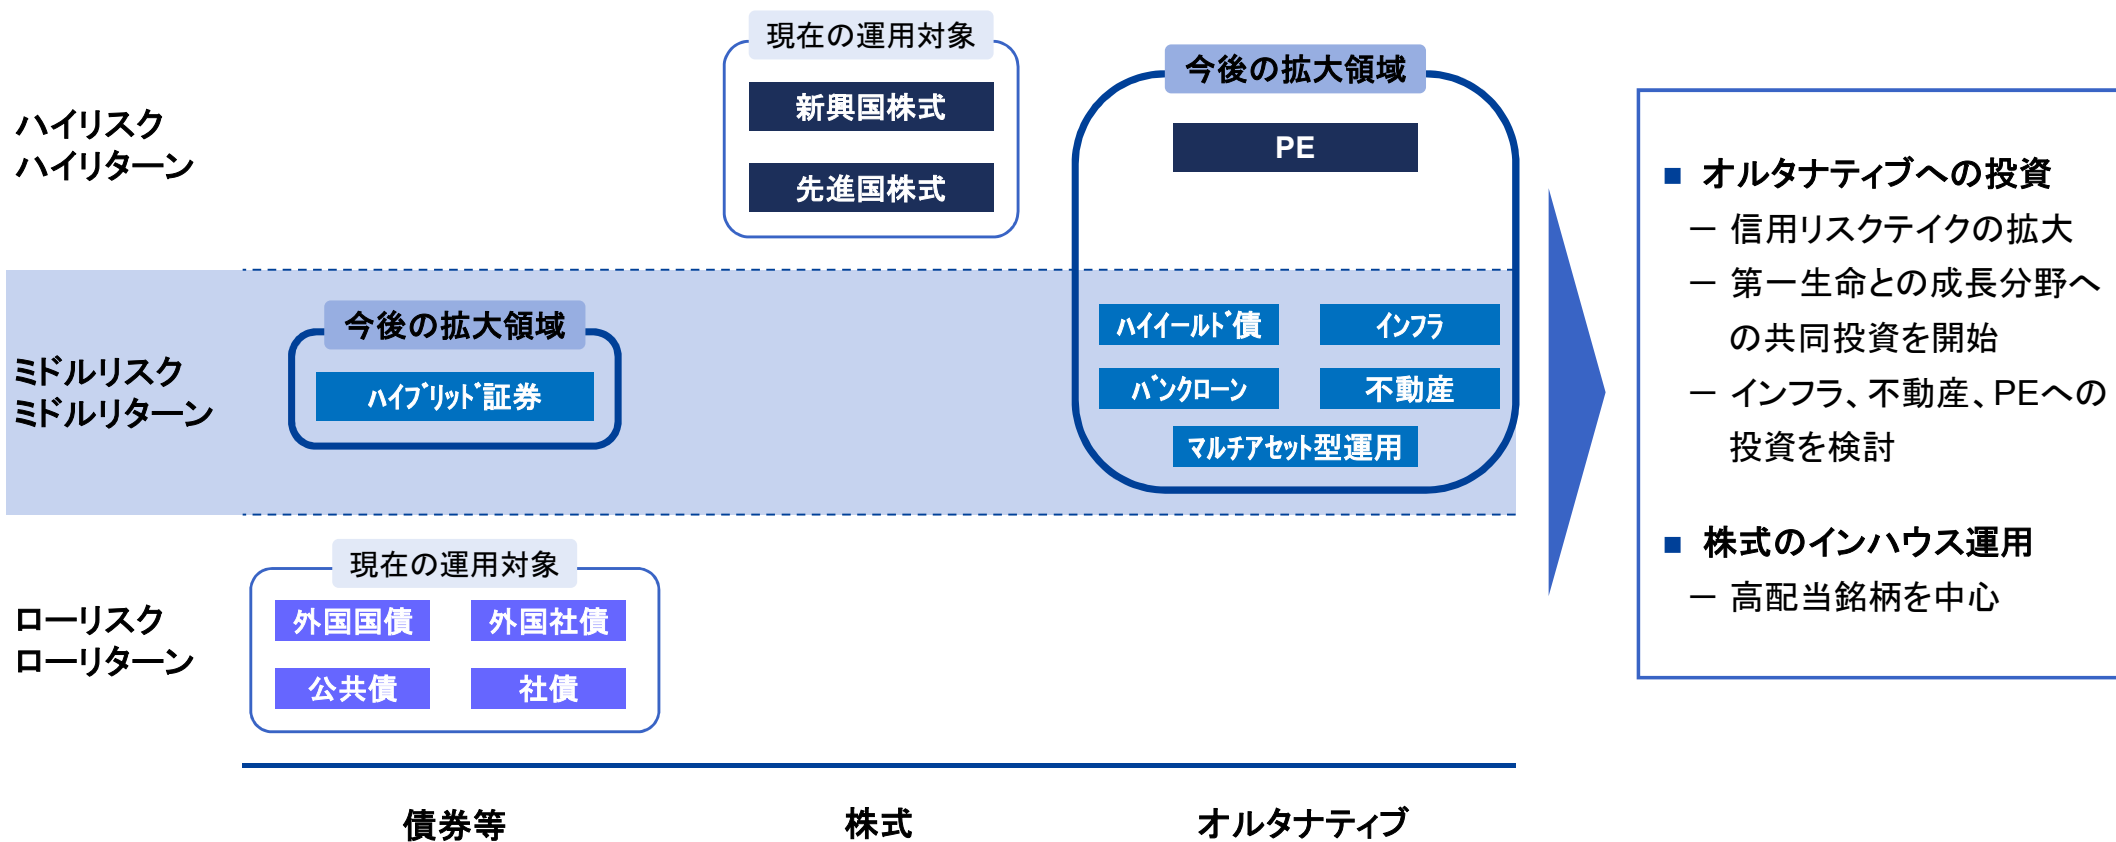 現在の運用対象
新興国株式
先進国株式
今後の拡大領域
PE
ハイリスク
ハイリターン
今後の拡大領域
ハイブリッド証券
ハイイールド債
インフラ
バンクローン
不動産
マルチアセット型運用
ミドルリスク
ミドルリターン
現在の運用対象
外国国債
外国社債
公共債
社債
ローリスク
ローリターン
債券等
株式
オルタナティブ
■ オルタナティブへの投資
－ 信用リスクテイクの拡大
－ 第一生命との成長分野へ
の共同投資を開始
－ インフラ、不動産、PEへの
投資を検討
■ 株式のインハウス運用
－ 高配当銘柄を中心